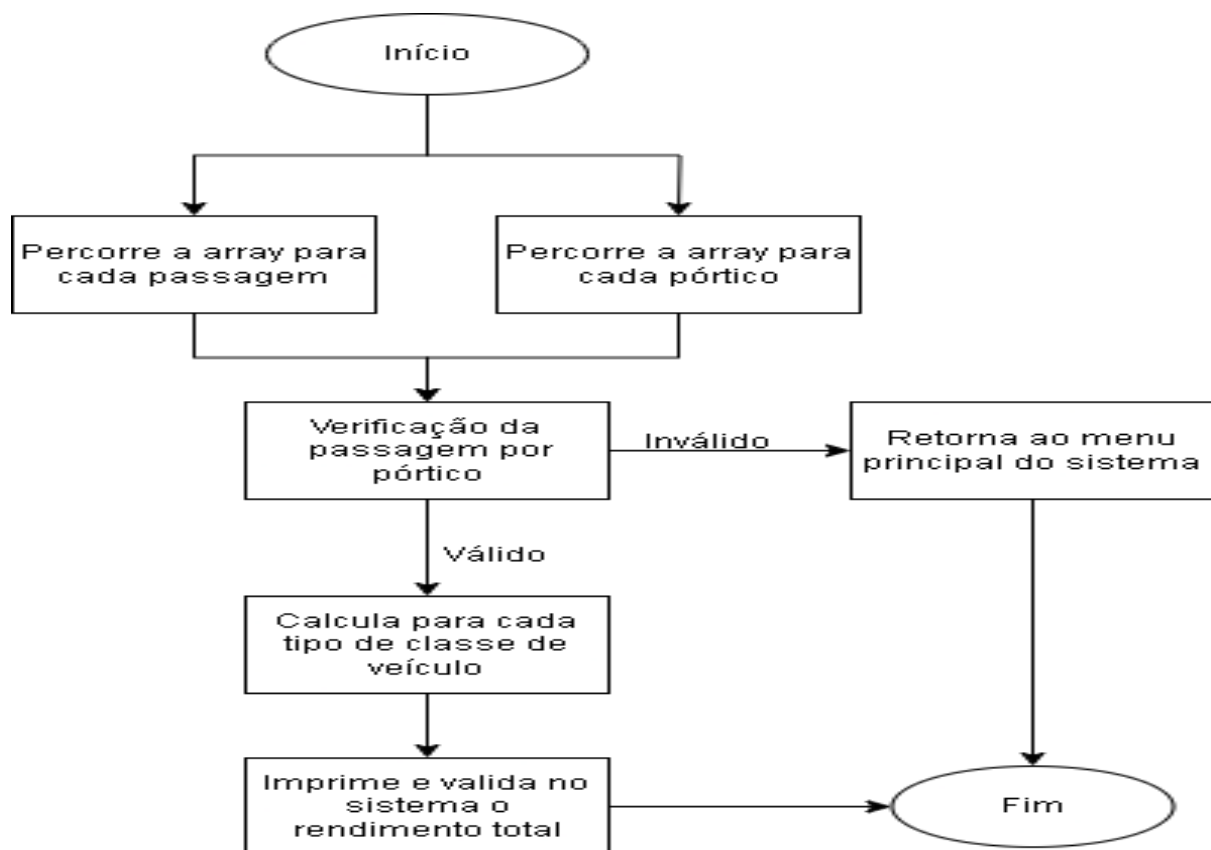 Início
Percorre a array para
cada passagem
Percorre a array para
cada pórtico
Verificação da
passagem por
pórtico
Inválido
Retorna ao menu
principal do sistema
Válido
Calcula para cada
tipo de classe de
veículo
Imprime e valida no
sistema o
rendimento total
Fim